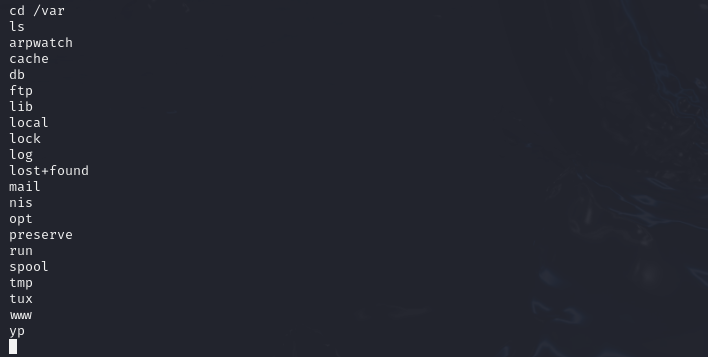 cd /var
ls
arpwatch
cache
db
ftp
lib
local
lock
log
lost+found
mail
nis
opt
preserve
run
spool
tmp
tux
www
yp